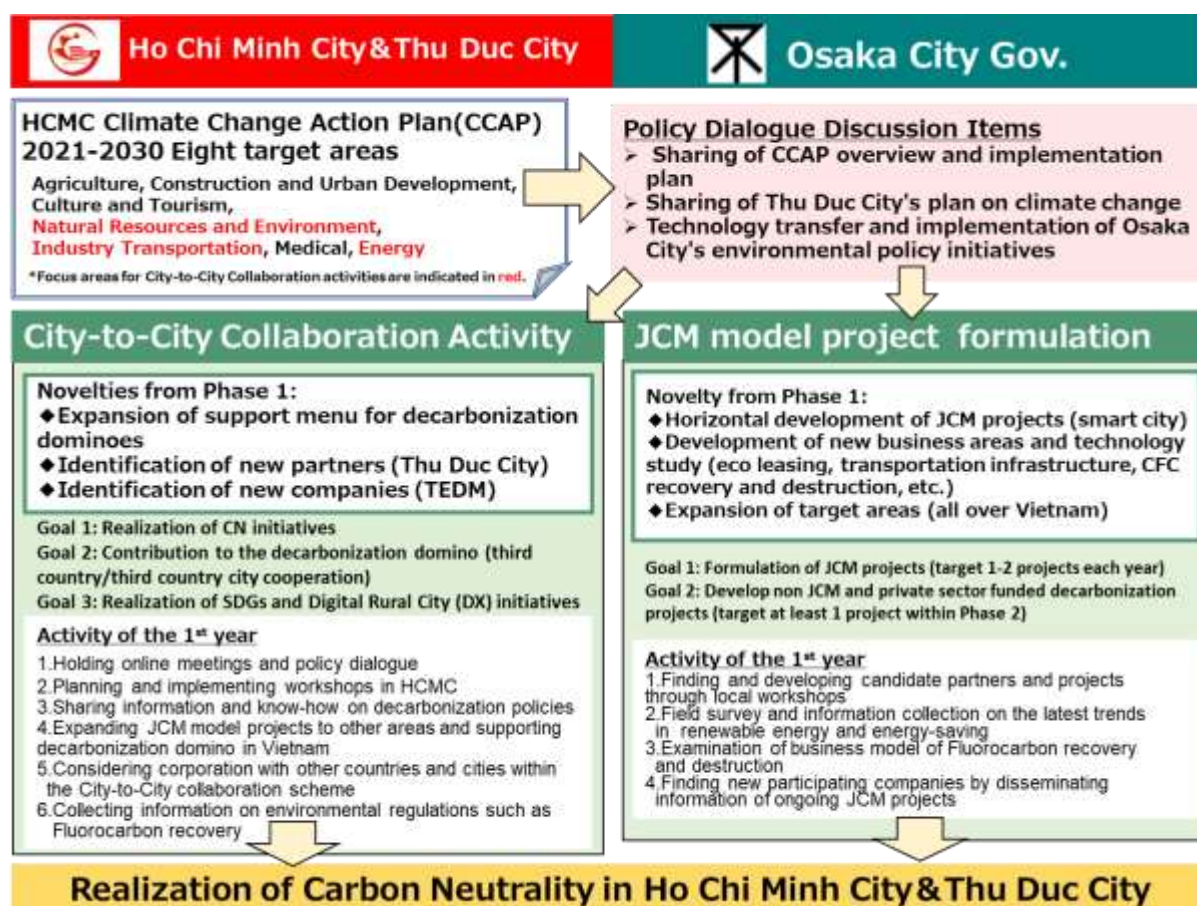 Ho Chi Minh City&Thu Duc City
Osaka City Gov.
HCMC Climate Change Action Plan(CCAP)
2021-2030 Eight target areas
Agriculture, Construction and Urban Development,
Culture and Tourism,
Natural Resources and Environment,
Industry Transportation, Medical, Energy
*Focus areas for City-to-City Collaboration activities are indicated in red.
Policy Dialogue Discussion Items
➢ Sharing of CCAP overview and implementation
plan
➢ Sharing of Thu Duc City's plan on climate change
➢ Technology transfer and implementation of Osaka
City's environmental policy initiatives
City-to-City Collaboration Activity
Novelties from Phase 1:
◆Expansion of support menu for decarbonization
dominoes
◆Identification of new partners (Thu Duc City)
◆Identification of new companies (TEDM)
Goal 1: Realization of CN initiatives
Goal 2: Contribution to the decarbonization domino (third
country/third country city cooperation)
Goal 3: Realization of SDGs and Digital Rural City (DX) initiatives
Activity of the 1st year
1.Holding online meetings and policy dialogue
2.Planning and implementing workshops in HCMC
3.Sharing information and know-how on decarbonization policies
4.Expanding JCM model projects to other areas and supporting
decarbonization domino in Vietnam
5.Considering corporation with other countries and cities within
the City-to-City collaboration scheme
6.Collecting information on environmental regulations such as
Fluorocarbon recovery
JCM model project formulation
Novelty from Phase 1:
◆Horizontal development of JCM projects (smart city)
◆Development of new business areas and technology
study (eco leasing, transportation infrastructure, CFC
recovery and destruction, etc.)
◆Expansion of target areas (all over Vietnam)
Goal 1: Formulation of JCM projects (target 1-2 projects each year)
Goal 2: Develop non JCM and private sector funded decarbonization
projects (target at least 1 project within Phase 2)
Activity of the 1st year
1.Finding and developing candidate partners and projects
through local workshops
2.Field survey and information collection on the latest trends
in renewable energy and energy-saving
3.Examination of business model of Fluorocarbon recovery
and destruction
4.Finding new participating companies by disseminating
information of ongoing JCM projects
Realization of Carbon Neutrality in Ho Chi Minh City&Thu Duc City